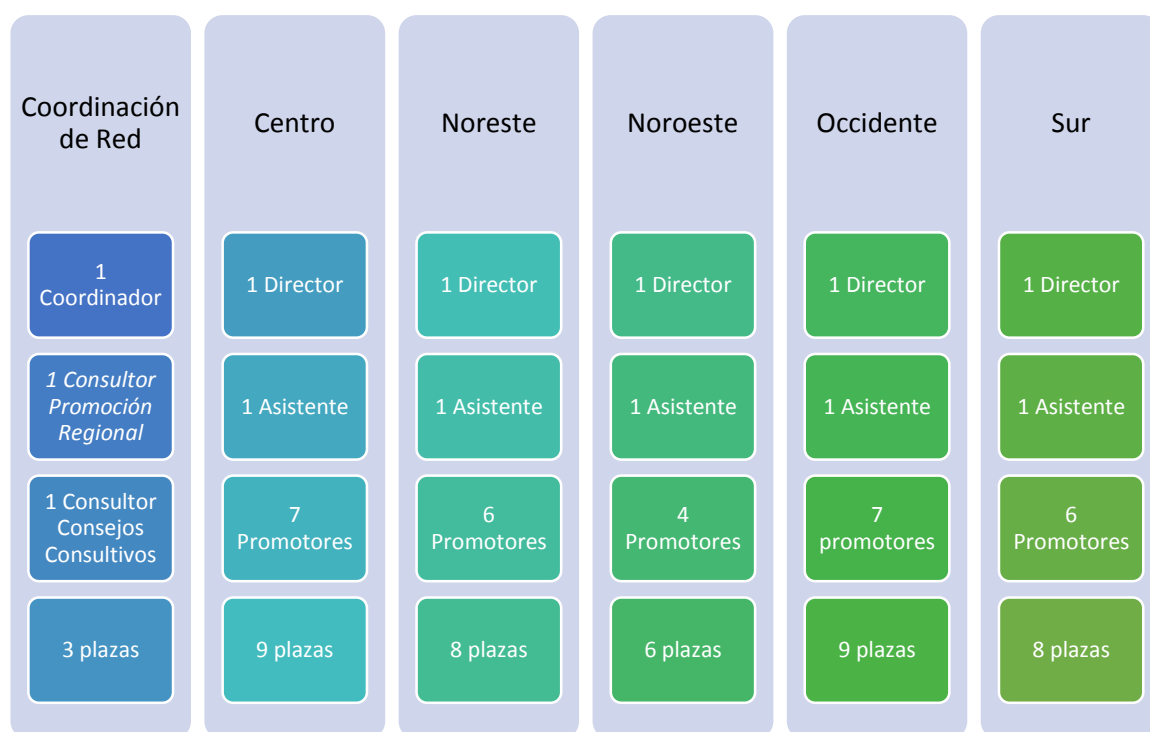 Coordinación
de Red
Centro
Noreste
Noroeste
Occidente
Sur
1
Coordinador
1 Director
1 Director
1 Director
1 Director
1 Director
1 Consultor
Promoción
Regional
1 Asistente
1 Asistente
1 Asistente
1 Asistente
1 Asistente
1 Consultor
Consejos
Consultivos
7
Promotores
6
Promotores
4
Promotores
7
promotores
6
Promotores
3 plazas
9 plazas
8 plazas
6 plazas
9 plazas
8 plazas